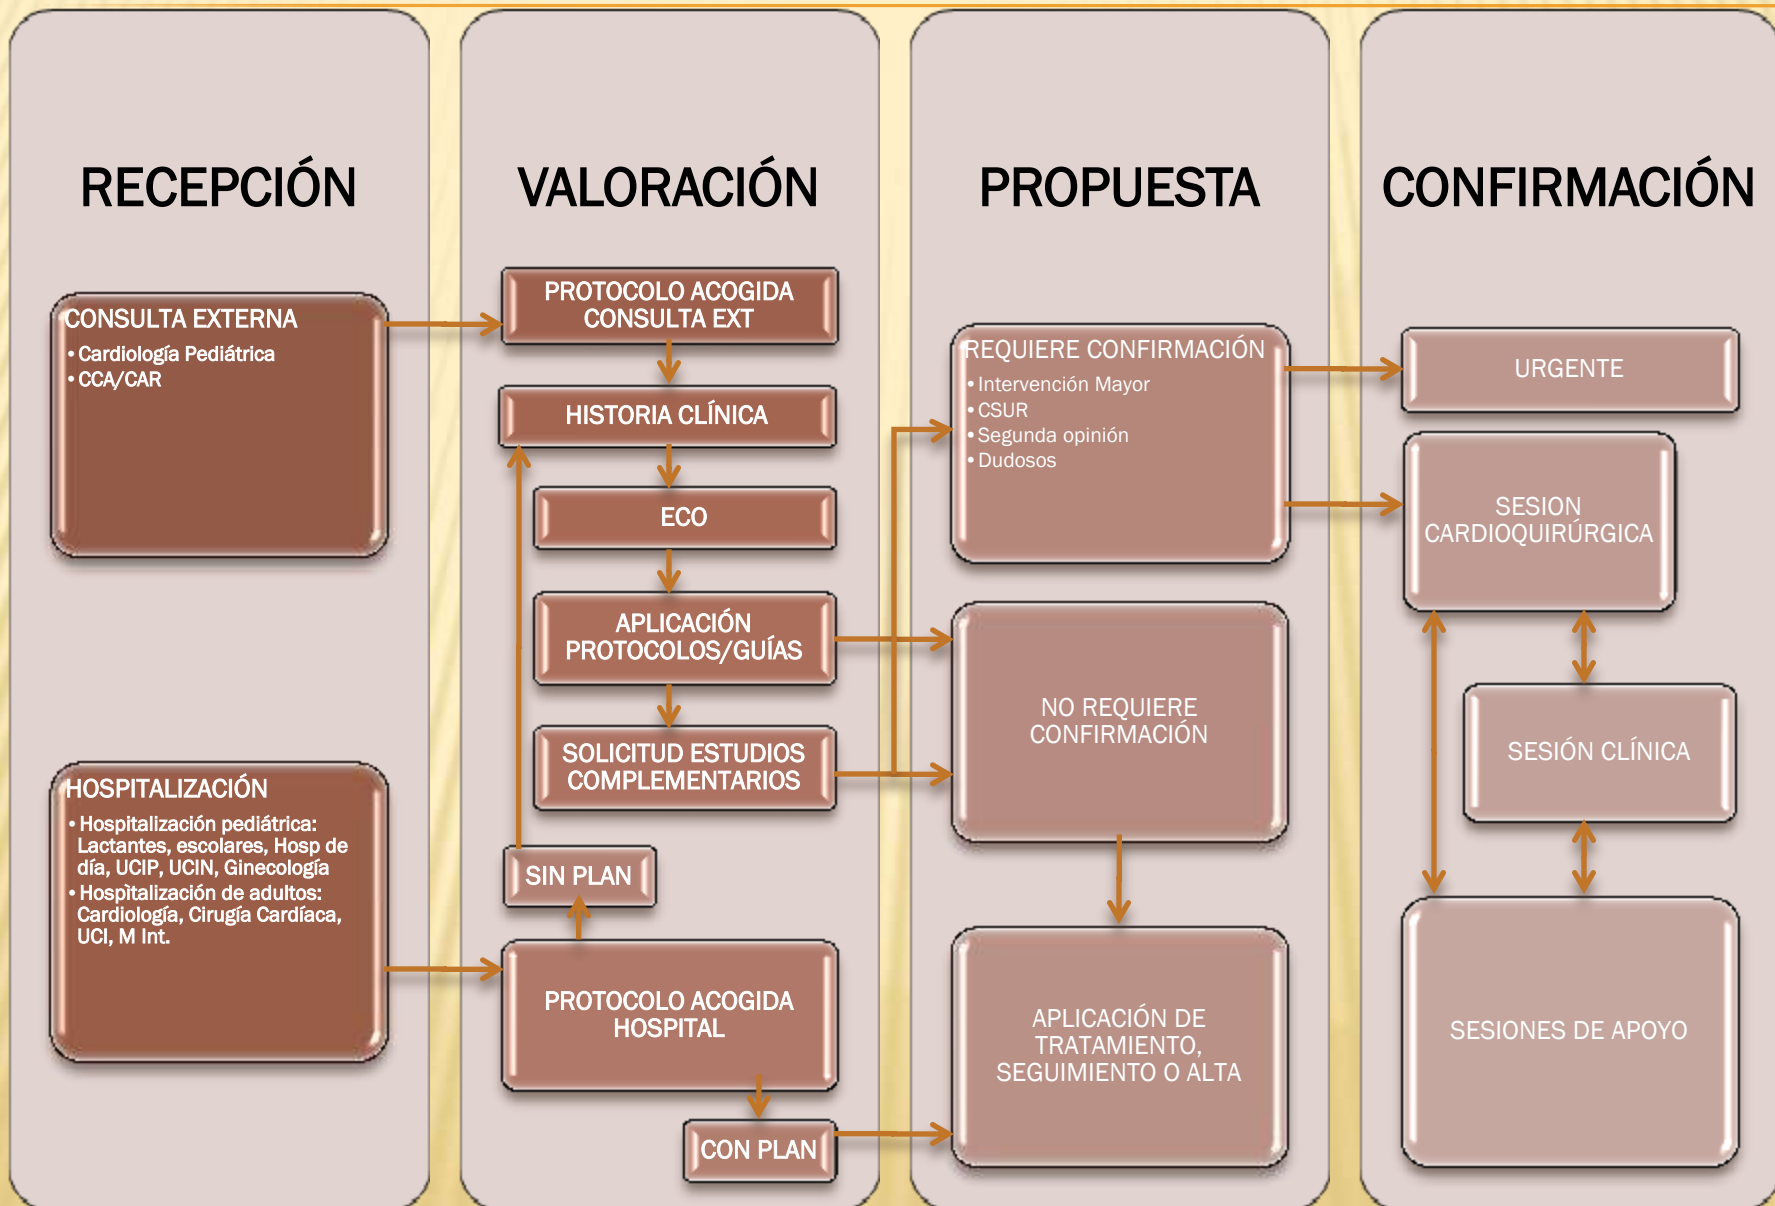 RECEPCIÓN
CONSULTA EXTERNA
•Cardiología Pediátrica
•CCA/CAR
HOSPITALIZACIÓN
•Hospitalización pediátrica:
Lactantes, escolares, Hosp de
día, UCIP, UCIN, Ginecología
•Hospìtalización de adultos:
Cardiología, Cirugía Cardíaca,
UCI, M Int.
VALORACIÓN
PROTOCOLO ACOGIDA
CONSULTA EXT
HISTORIA CLÍNICA
ECO
APLICACIÓN
PROTOCOLOS/GUÍAS
SOLICITUD ESTUDIOS
COMPLEMENTARIOS
SIN PLAN
PROTOCOLO ACOGIDA
HOSPITAL
CON PLAN
PROPUESTA
REQUIERE CONFIRMACIÓN
•Intervención Mayor
•CSUR
•Segunda opinión
•Dudosos
NO REQUIERE
CONFIRMACIÓN
APLICACIÓN DE
TRATAMIENTO,
SEGUIMIENTO O ALTA
CONFIRMACIÓN
URGENTE
SESION
CARDIOQUIRÚRGICA
SESIÓN CLÍNICA
SESIONES DE APOYO